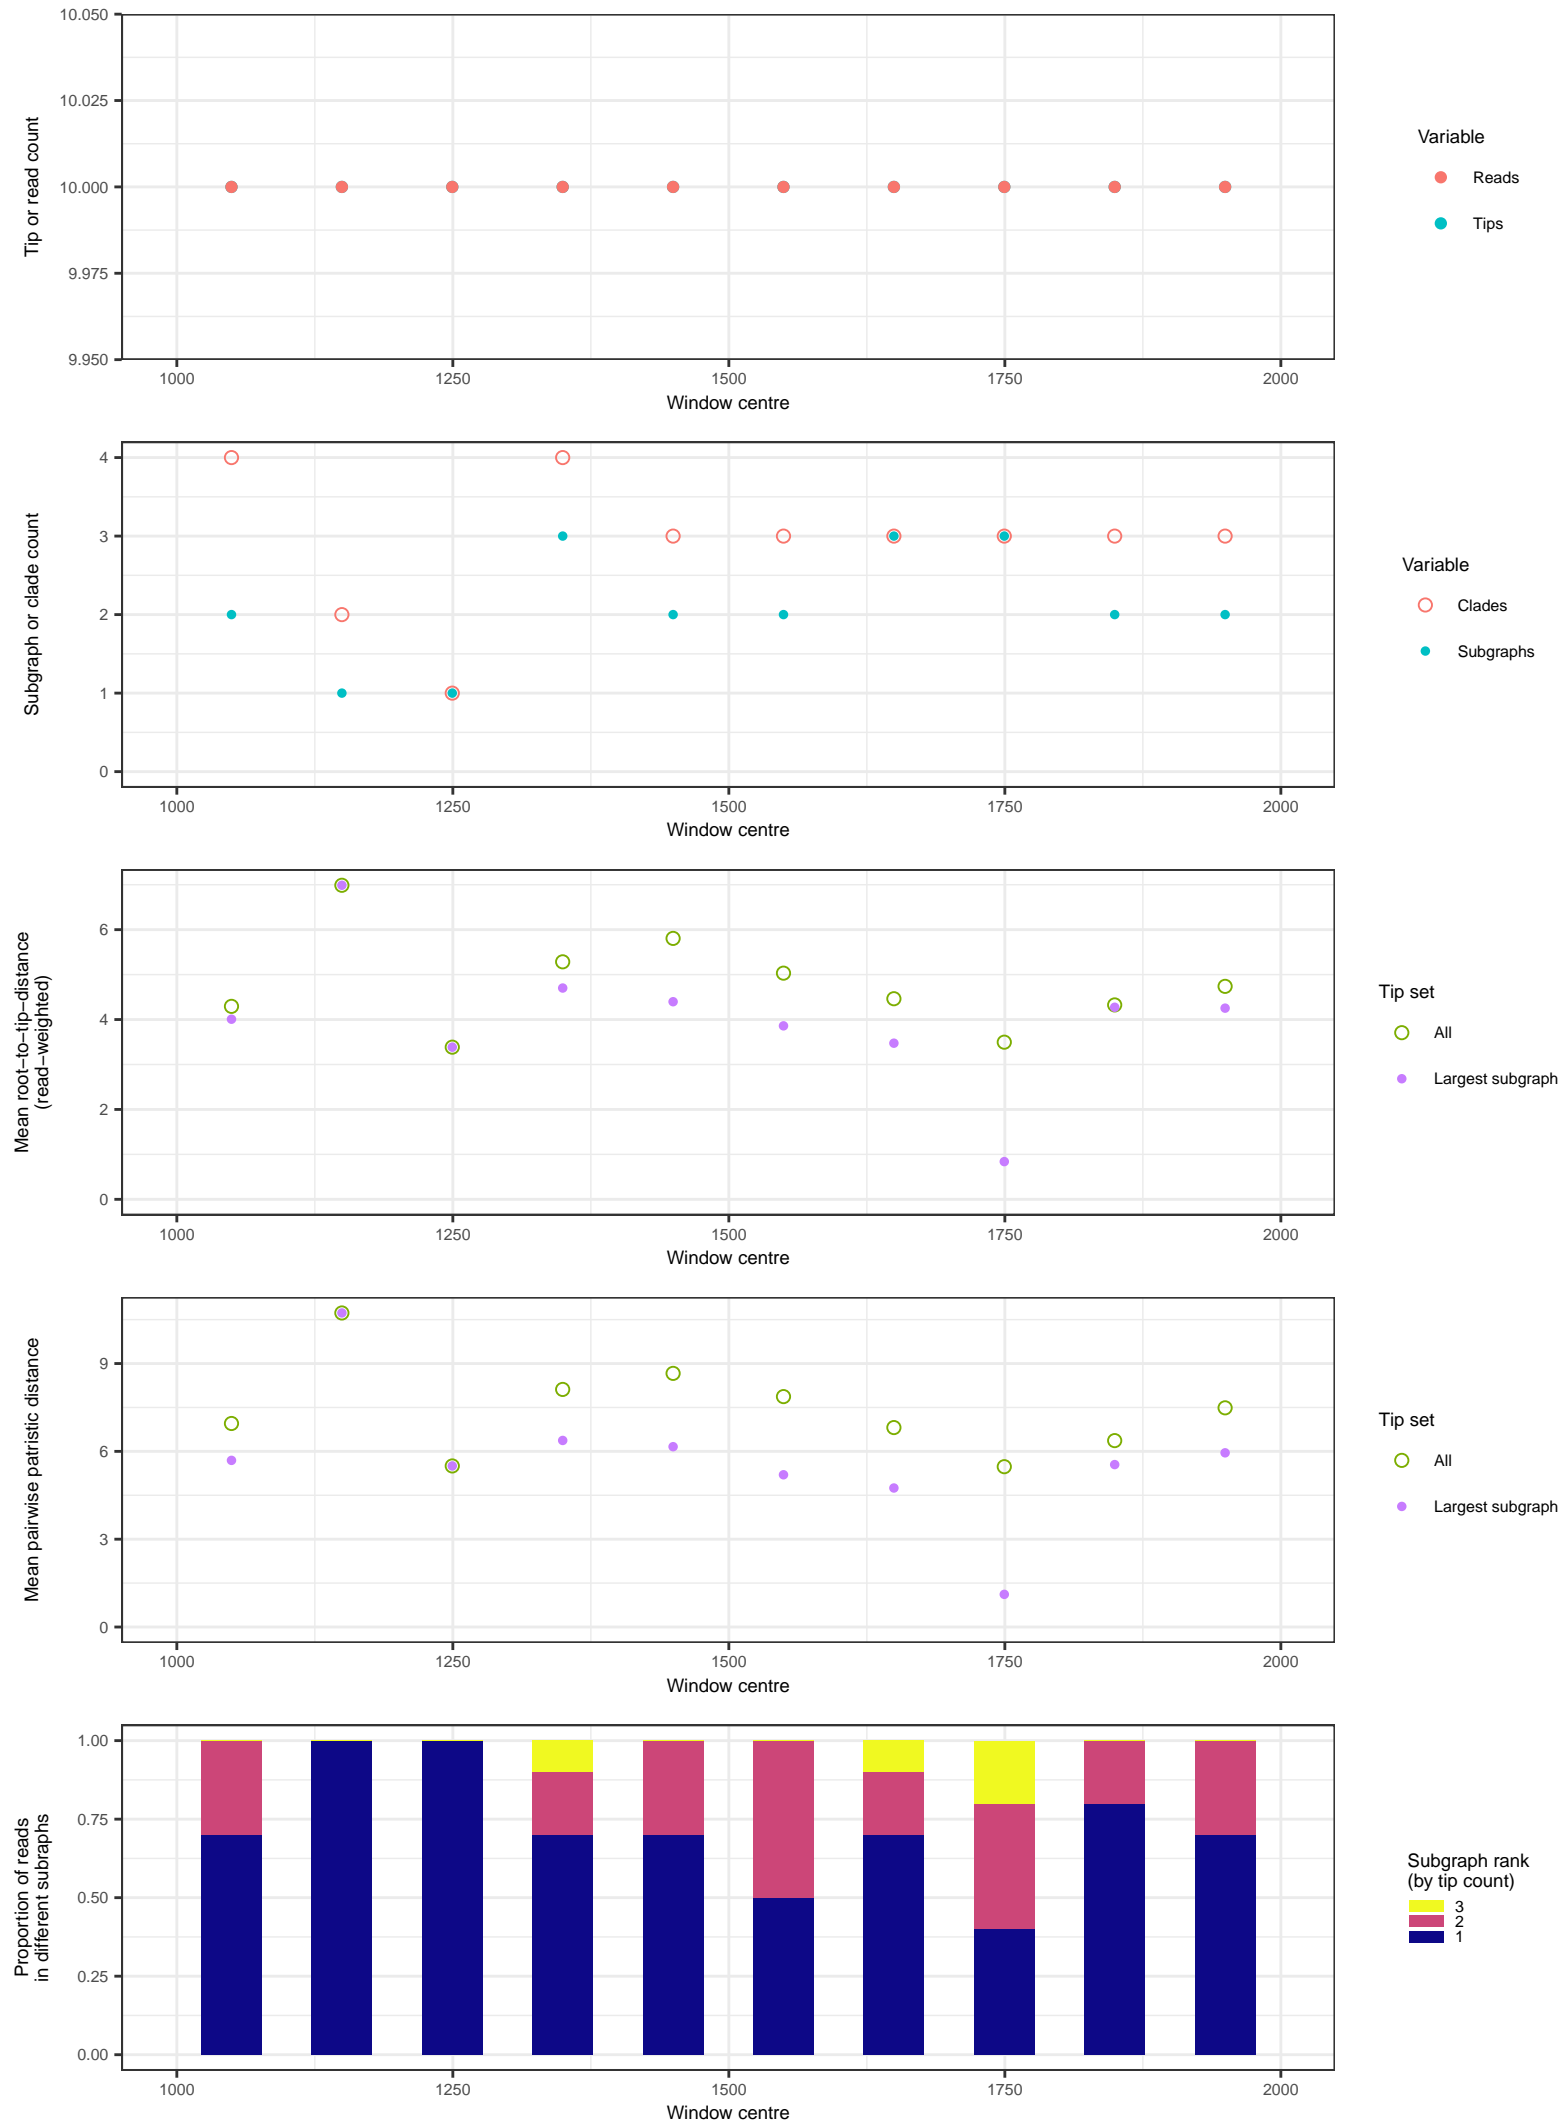 10.050
10.025
10.000
9.975
9.950
Tip or read count
1000 1250 1500 1750 2000
Window centre
Variable
Reads
Tips
4
3
2
1
0
Subgraph or clade count
1000 1250 1500 1750 2000
Window centre
Variable
Clades
Subgraphs
6
4
2
0
Mean root−to−tip−distance
(read−weighted)
1000 1250 1500 1750 2000
Window centre
Tip set
All
Largest subgraph
9
6
3
0
Mean pairwise patristic distance
1000 1250 1500 1750 2000
Window centre
Tip set
All
Largest subgraph
1.00
0.75
0.50
0.25
0.00
Proportion of reads
in different subraphs
1000 1250 1500 1750 2000
Window centre
Subgraph rank
(by tip count)
3
2
1